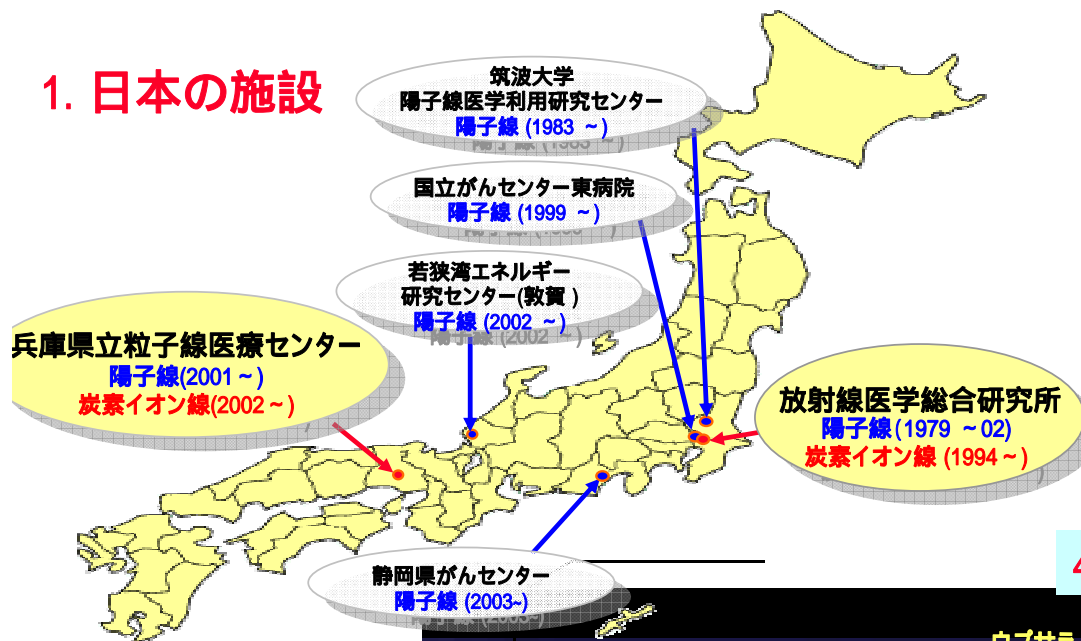 1. 日本の施設
筑波大学
陽子線医学利用研究センター
陽子線 (1983 ~)
国立がんセンター東病院
陽子線 (1999 ~)
若狭湾エネルギー
研究センター(敦賀 )
陽子線 (2002 ~)
兵庫県立粒子線医療センター
陽子線(2001 ~)
炭素イオン線(2002 ~)
放射線医学総合研究所
陽子線 (1979 ~ 02)
炭素イオン線 (1994 ~)
静岡県がんセンター
陽子線 (2003~)
ウプサラ